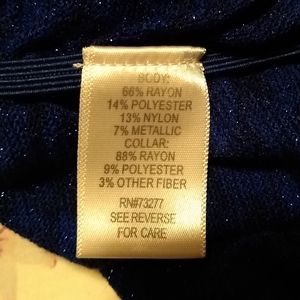 BODY:
66% RAYON
14% POLYESTER
13% NYLON
7% METALLIC
COLLAR:
88% RAYON
9% POLYESTER
3% OTHER FIBER
RN#73277
SEE REVERSE
FOR CARE